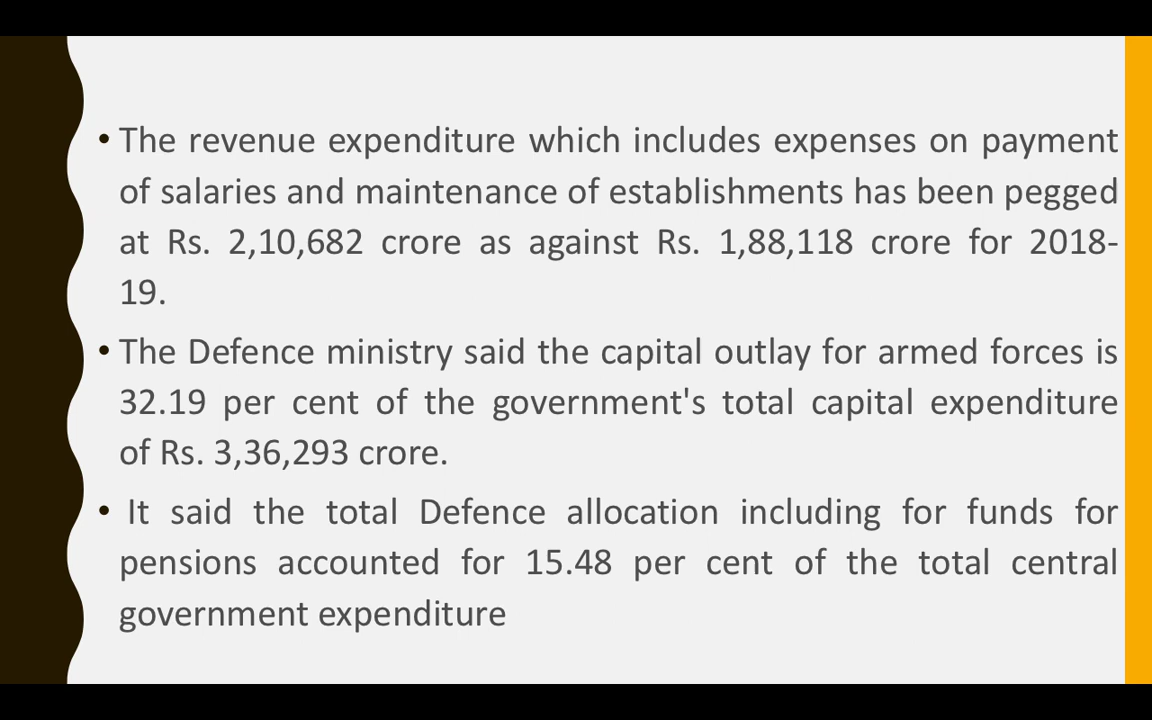 • The revenue expenditure which includes expenses on payment
of salaries and maintenance of establishments has been pegged
at Rs. 2,10,682 crore as against Rs. 1,88,118 crore for 2018-
19.
• The Defence ministry said the capital outlay for armed forces is
32.19 per cent of the government's total capital expenditure
of Rs. 3,36,293 crore.
• It said the total Defence allocation including for funds for
pensions accounted for 15.48 per cent of the total central
government expenditure